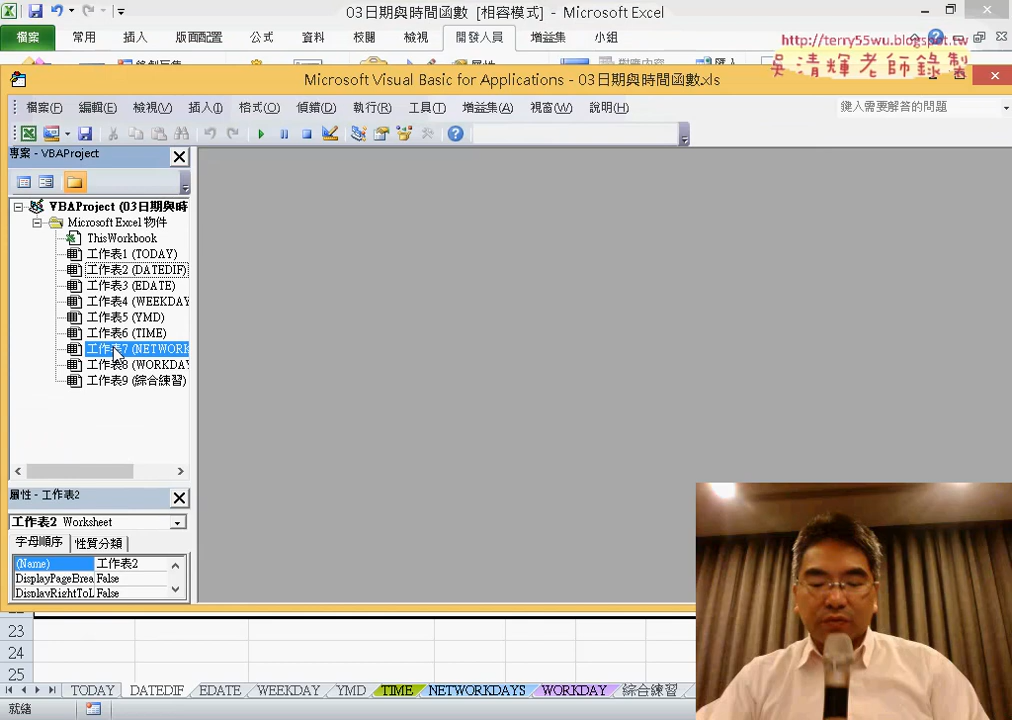 03日期與時間函數 [相容模式] - Microsoft Excel
檔案 常用 插入 版面配置 公式 資料 校閱 檢視 開發人員 增益集 小組
http://terry55wu.blogspot.tw
吳清輝老師錄製
Microsoft Visual Basic for Applications - 03日期與時間函數.xls
檔案(F) 編輯(E) 檢視(V) 插入(I) 格式(O) 偵錯(D) 執行(R) 工具(T) 增益集(A) 視窗(W) 說明(H) 鍵入需要解答的問題
專案 - VBAProject
VBAProject (03日期與時
Microsoft Excel 物件
ThisWorkbook
工作表1 (TODAY)
工作表2 (DATEDIF)
工作表3 (EDATE)
工作表4 (WEEKDAY
工作表5 (YMD)
工作表6 (TIME)
工作表7 (NETWORK
工作表8 (WORKDAY
工作表9 (綜合練習)
屬性 - 工作表2
工作表2 Worksheet
字母順序 性質分類
(Name) 工作表2
DisplayPageBrea False
DisplayRightToL False
23
24
25
TODAY DATEDIF EDATE WEEKDAY YMD TIME NETWORKDAYS WORKDAY 綜合練習
就緒